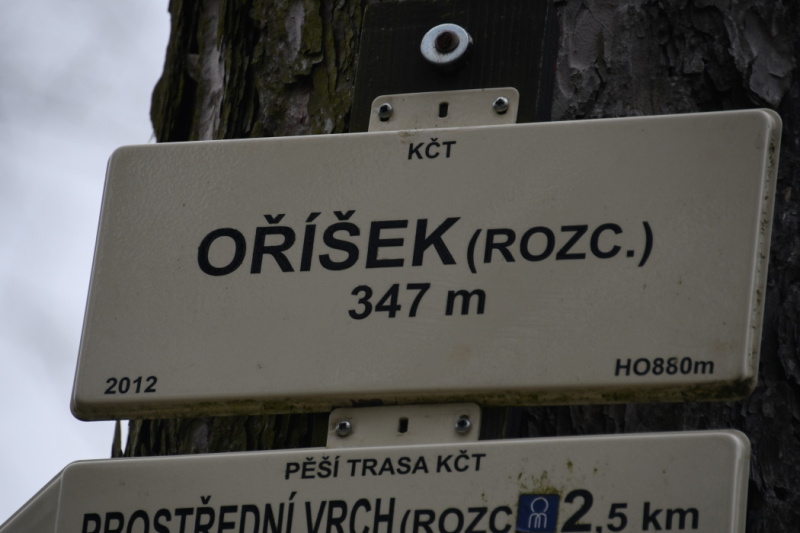 KČT
OŘÍŠEK (ROZC.)
347 m
2012 HO880m
PĚŠÍ TRASA KČT
PROSTŘEDNÍ VRCH (ROZC 2,5 km